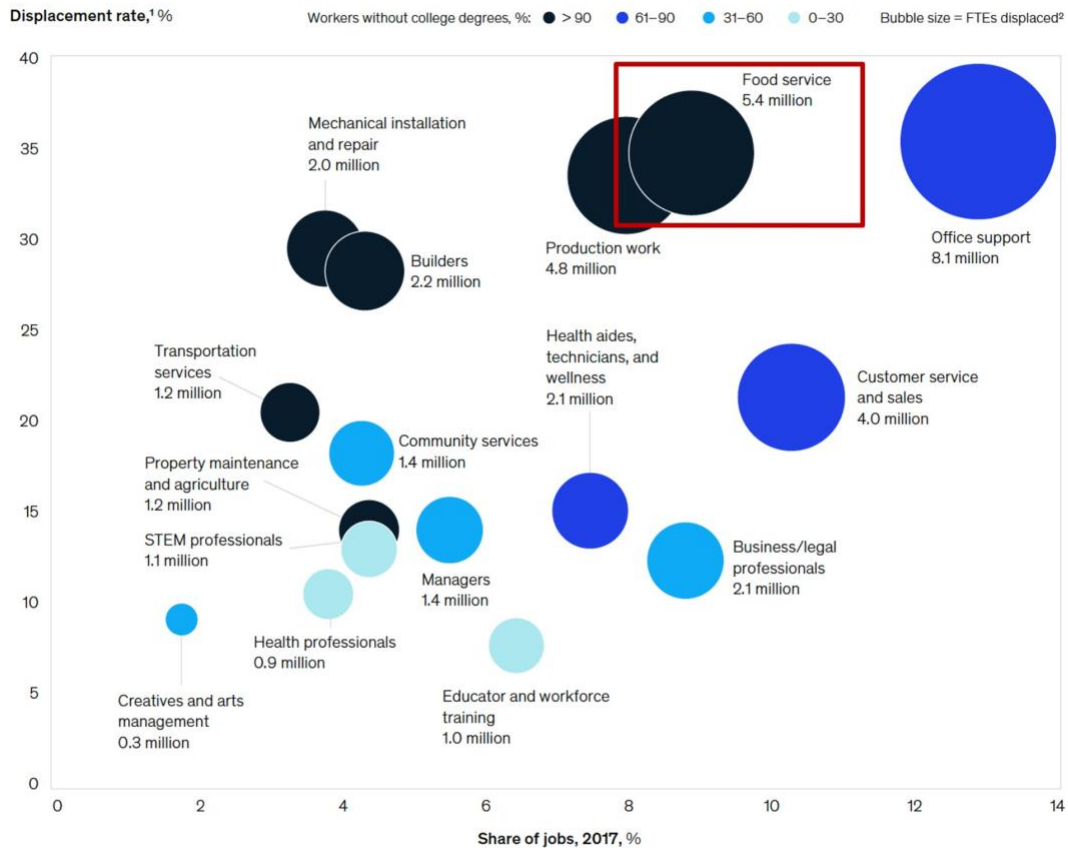 Displacement rate,¹ %
Workers without college degrees, %: > 90 61–90 31–60 0–30 Bubble size = FTEs displaced²
40
35
30
25
20
15
10
5
0
Food service
5.4 million
Mechanical installation
and repair
2.0 million
Office support
8.1 million
Production work
4.8 million
Builders
2.2 million
Health aides,
technicians, and
wellness
2.1 million
Transportation
services
1.2 million
Customer service
and sales
4.0 million
Community services
1.4 million
Property maintenance
and agriculture
1.2 million
STEM professionals
1.1 million
Business/legal
professionals
2.1 million
Managers
1.4 million
Health professionals
0.9 million
Creatives and arts
management
0.3 million
Educator and workforce
training
1.0 million
0 2 4 6 8 10 12 14
Share of jobs, 2017, %